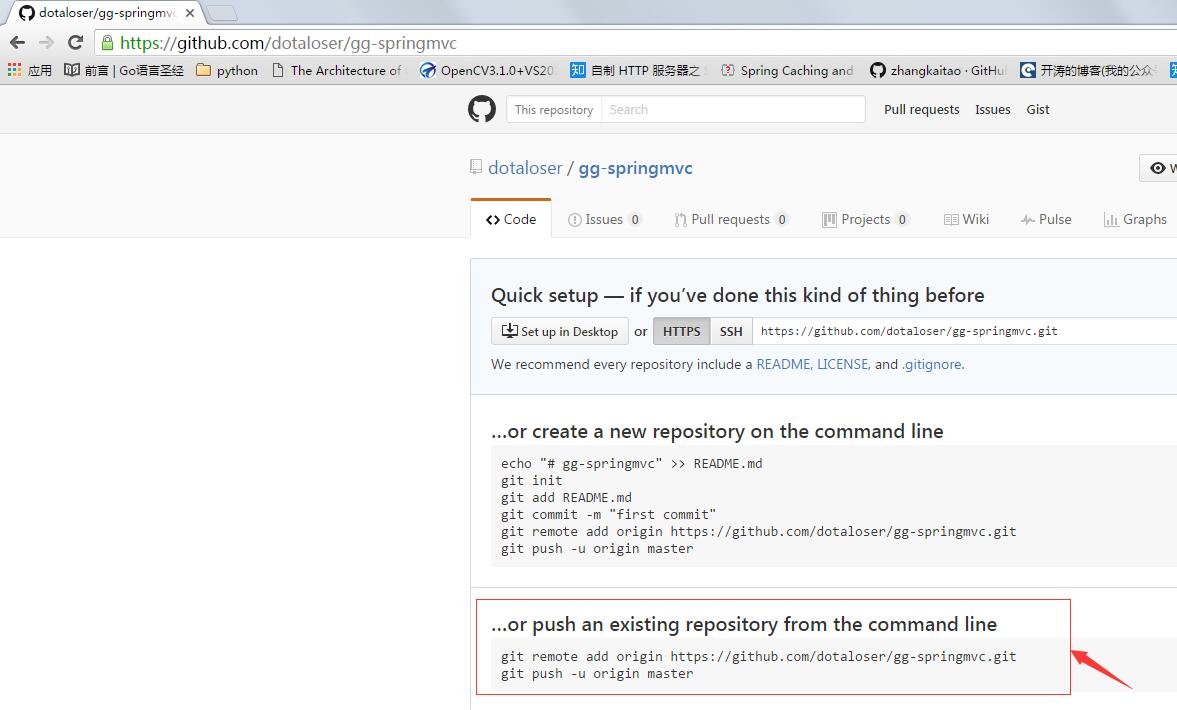 dotaloser/gg-springmvc
https://github.com/dotaloser/gg-springmvc
应用 前言 | Go语言圣经 python The Architecture of OpenCV3.1.0+VS20 自制 HTTP 服务器之 Spring Caching and zhangkaitao · GitHu 开涛的博客(我的公众
This repository Search Pull requests Issues Gist
dotaloser / gg-springmvc
Code Issues 0 Pull requests 0 Projects 0 Wiki Pulse Graphs
Quick setup — if you’ve done this kind of thing before
Set up in Desktop or HTTPS SSH https://github.com/dotaloser/gg-springmvc.git
We recommend every repository include a README, LICENSE, and .gitignore.
…or create a new repository on the command line
echo "# gg-springmvc" >> README.md
git init
git add README.md
git commit -m "first commit"
git remote add origin https://github.com/dotaloser/gg-springmvc.git
git push -u origin master
…or push an existing repository from the command line
git remote add origin https://github.com/dotaloser/gg-springmvc.git
git push -u origin master